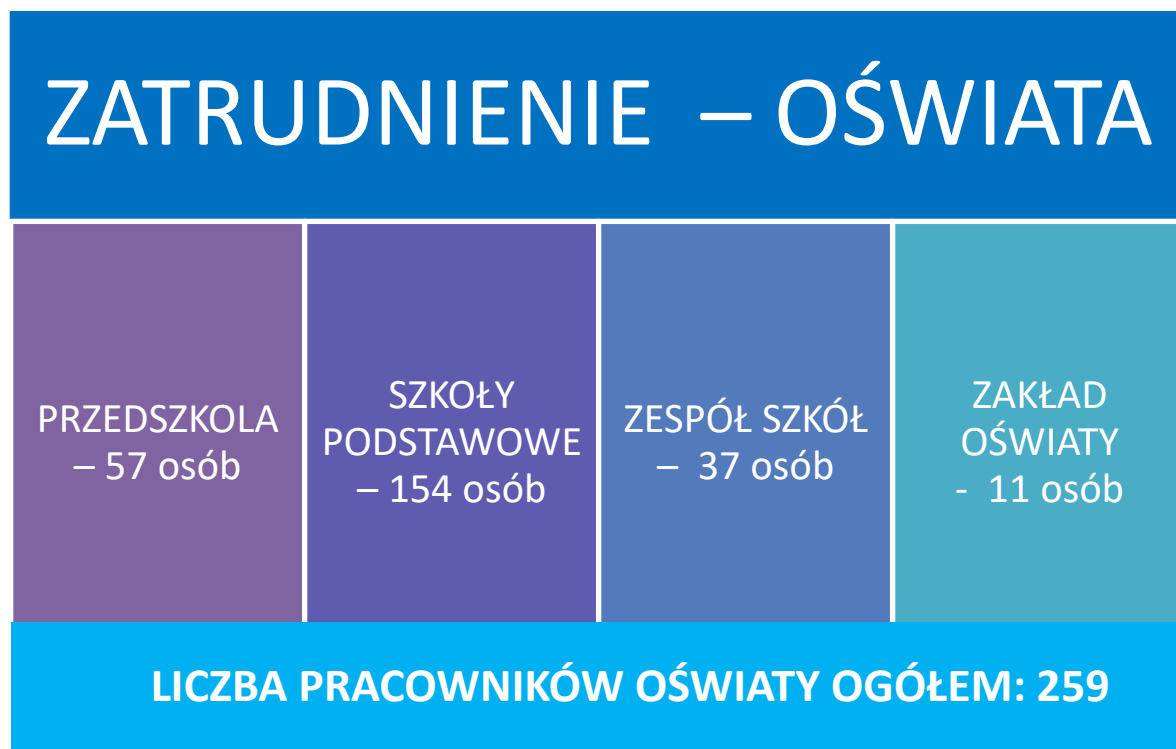 ZATRUDNIENIE – OŚWIATA
PRZEDSZKOLA
– 57 osób
SZKOŁY
PODSTAWOWE
– 154 osób
ZESPÓŁ SZKÓŁ
– 37 osób
ZAKŁAD
OŚWIATY
- 11 osób
LICZBA PRACOWNIKÓW OŚWIATY OGÓŁEM: 259